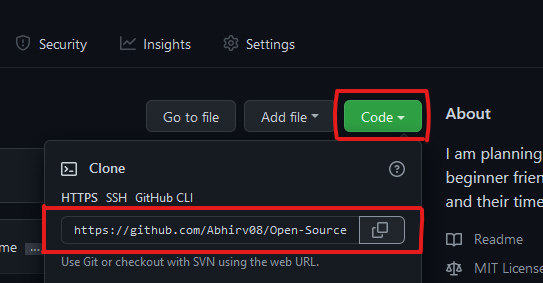 Security Insights Settings
Go to file Add file Code
About
Clone
I am planning
beginner frien
and their time
HTTPS SSH GitHub CLI
https://github.com/Abhirv08/Open-Source
Use Git or checkout with SVN using the web URL.
me ...
Readme
MIT License